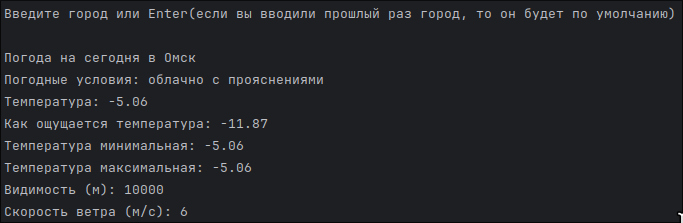 Введите город или Enter(если вы вводили прошлый раз город, то он будет по умолчанию)
Погода на сегодня в Омск
Погодные условия: облачно с прояснениями
Температура: -5.06
Как ощущается температура: -11.87
Температура минимальная: -5.06
Температура максимальная: -5.06
Видимость (м): 10000
Скорость ветра (м/с): 6